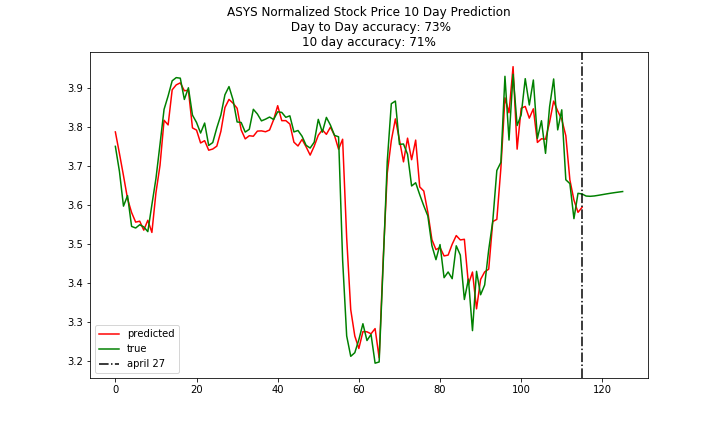 ASYS Normalized Stock Price 10 Day Prediction
Day to Day accuracy: 73%
10 day accuracy: 71%
3.9
3.8
3.7
3.6
3.5
3.4
3.3
3.2
predicted
true
april 27
0 20 40 60 80 100 120